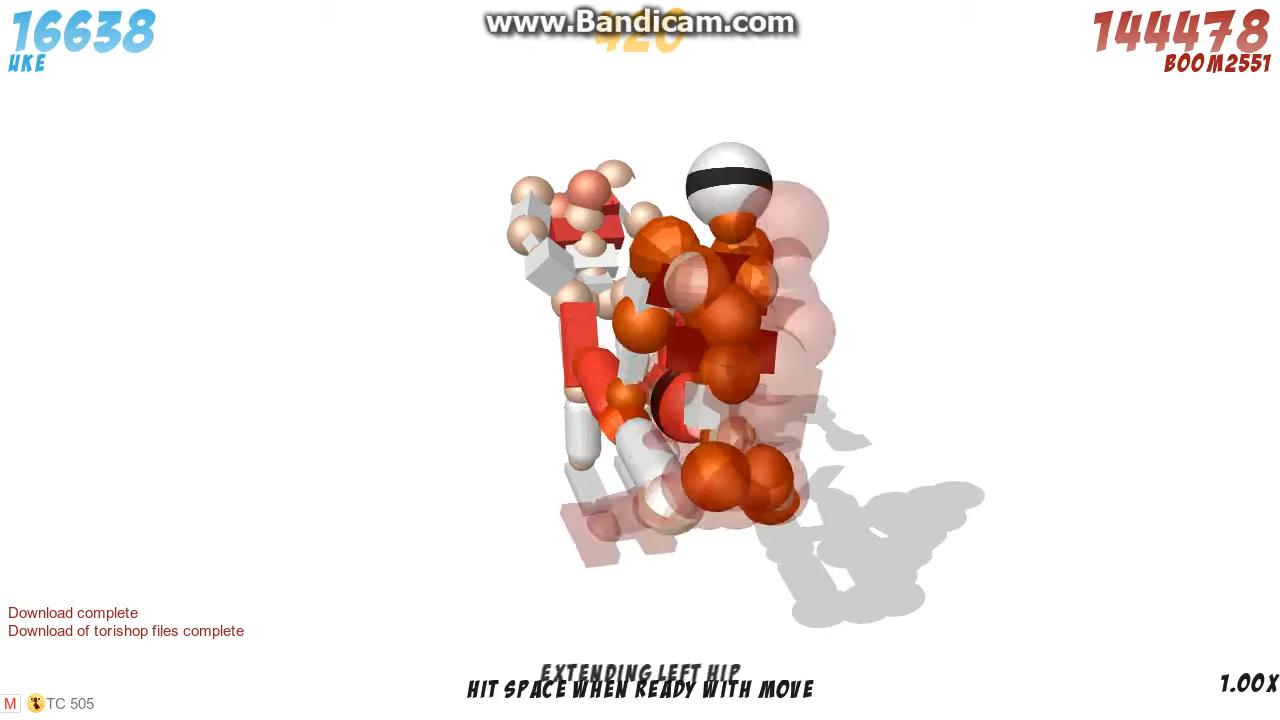 www.Bandicam.com
16638
420
144478
UKE
BOOM2551
Download complete
Download of torishop files complete
EXTENDING LEFT HIP
HIT SPACE WHEN READY WITH MOVE
1.00X
M
TC 505